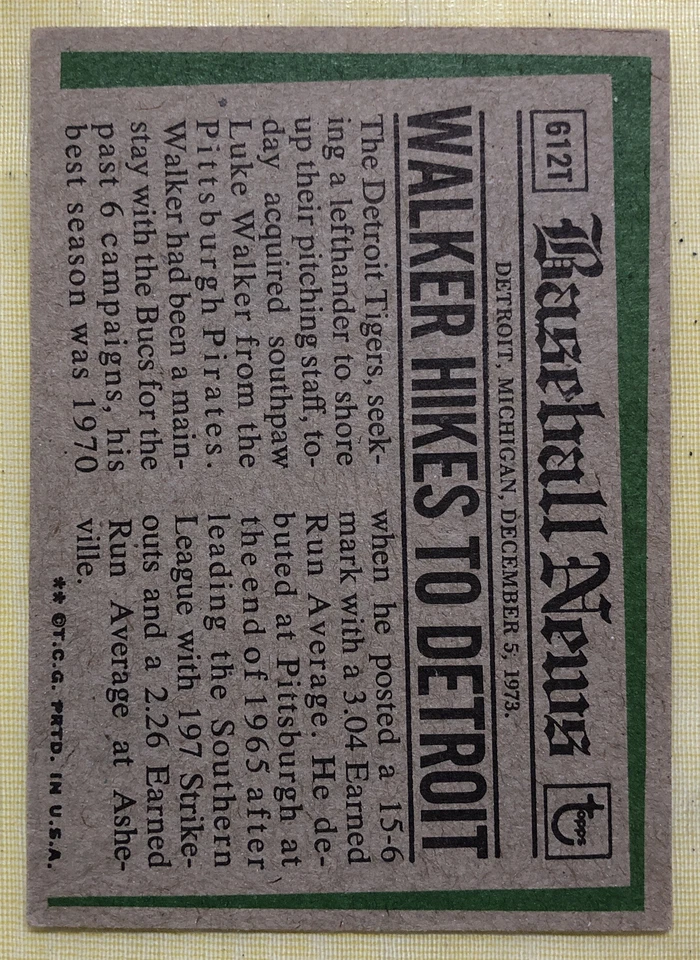 612T
Baseball News
topps
DETROIT, MICHIGAN, DECEMBER 5, 1973.
WALKER HIKES TO DETROIT
The Detroit Tigers, seek-
ing a lefthander to shore
up their pitching staff, to-
day acquired southpaw
Luke Walker from the
Pittsburgh Pirates.
Walker had been a main-
stay with the Bucs for the
past 6 campaigns, his
best season was 1970
when he posted a 15-6
mark with a 3.04 Earned
Run Average. He de-
buted at Pittsburgh at
the end of 1965 after
leading the Southern
League with 197 Strike-
outs and a 2.26 Earned
Run Average at Ashe-
ville.
** ©T.C.G. PRTD. IN U.S.A.